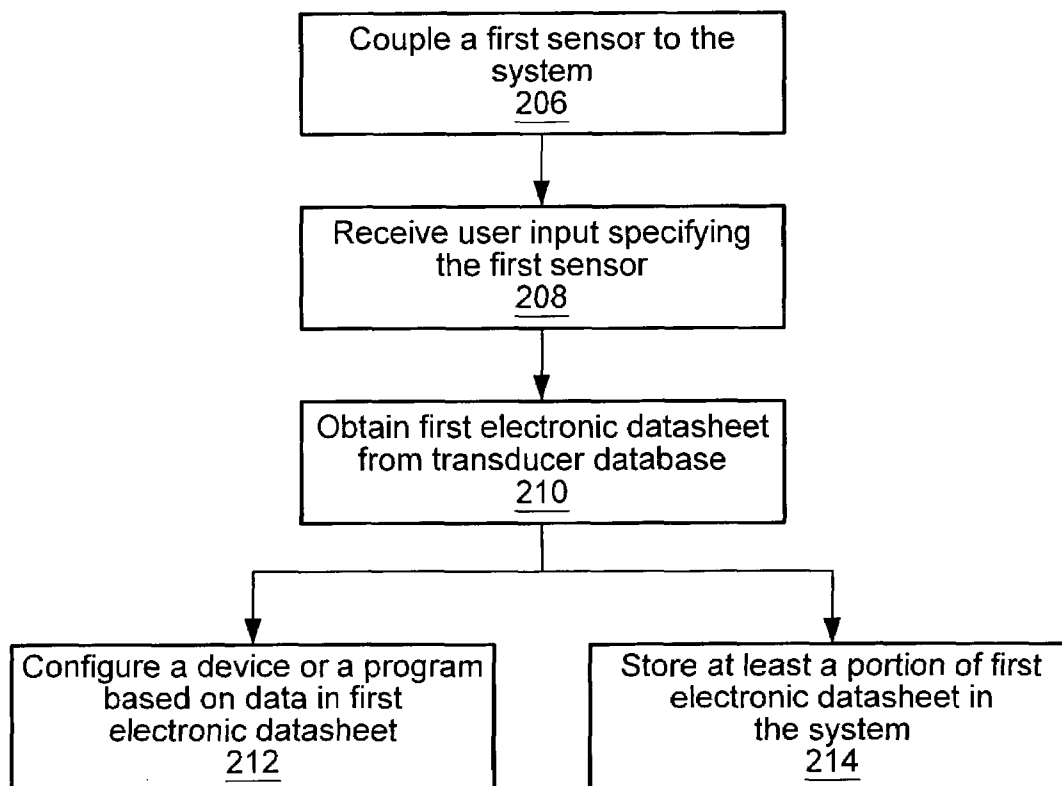 Couple a first sensor to the
system
206
Receive user input specifying
the first sensor
208
Obtain first electronic datasheet
from transducer database
210
Configure a device or a program
based on data in first
electronic datasheet
212
Store at least a portion of first
electronic datasheet in
the system
214